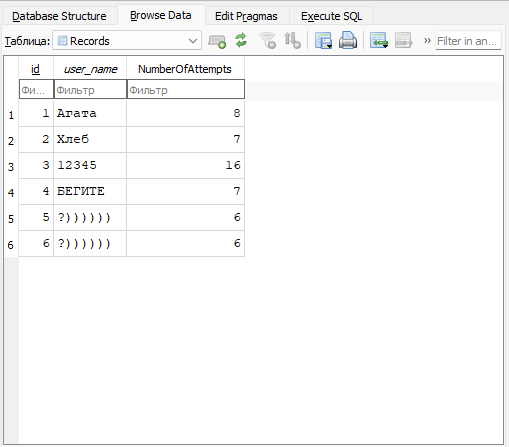 Database Structure Browse Data Edit Pragmas Execute SQL
Таблица: Records » Filter in an...
id user_name NumberOfAttempts
Фи... Фильтр Фильтр
1 1 Агата 8
2 2 Хлеб 7
3 3 12345 16
4 4 БЕГИТЕ 7
5 5 ?)))))) 6
6 6 ?)))))) 6